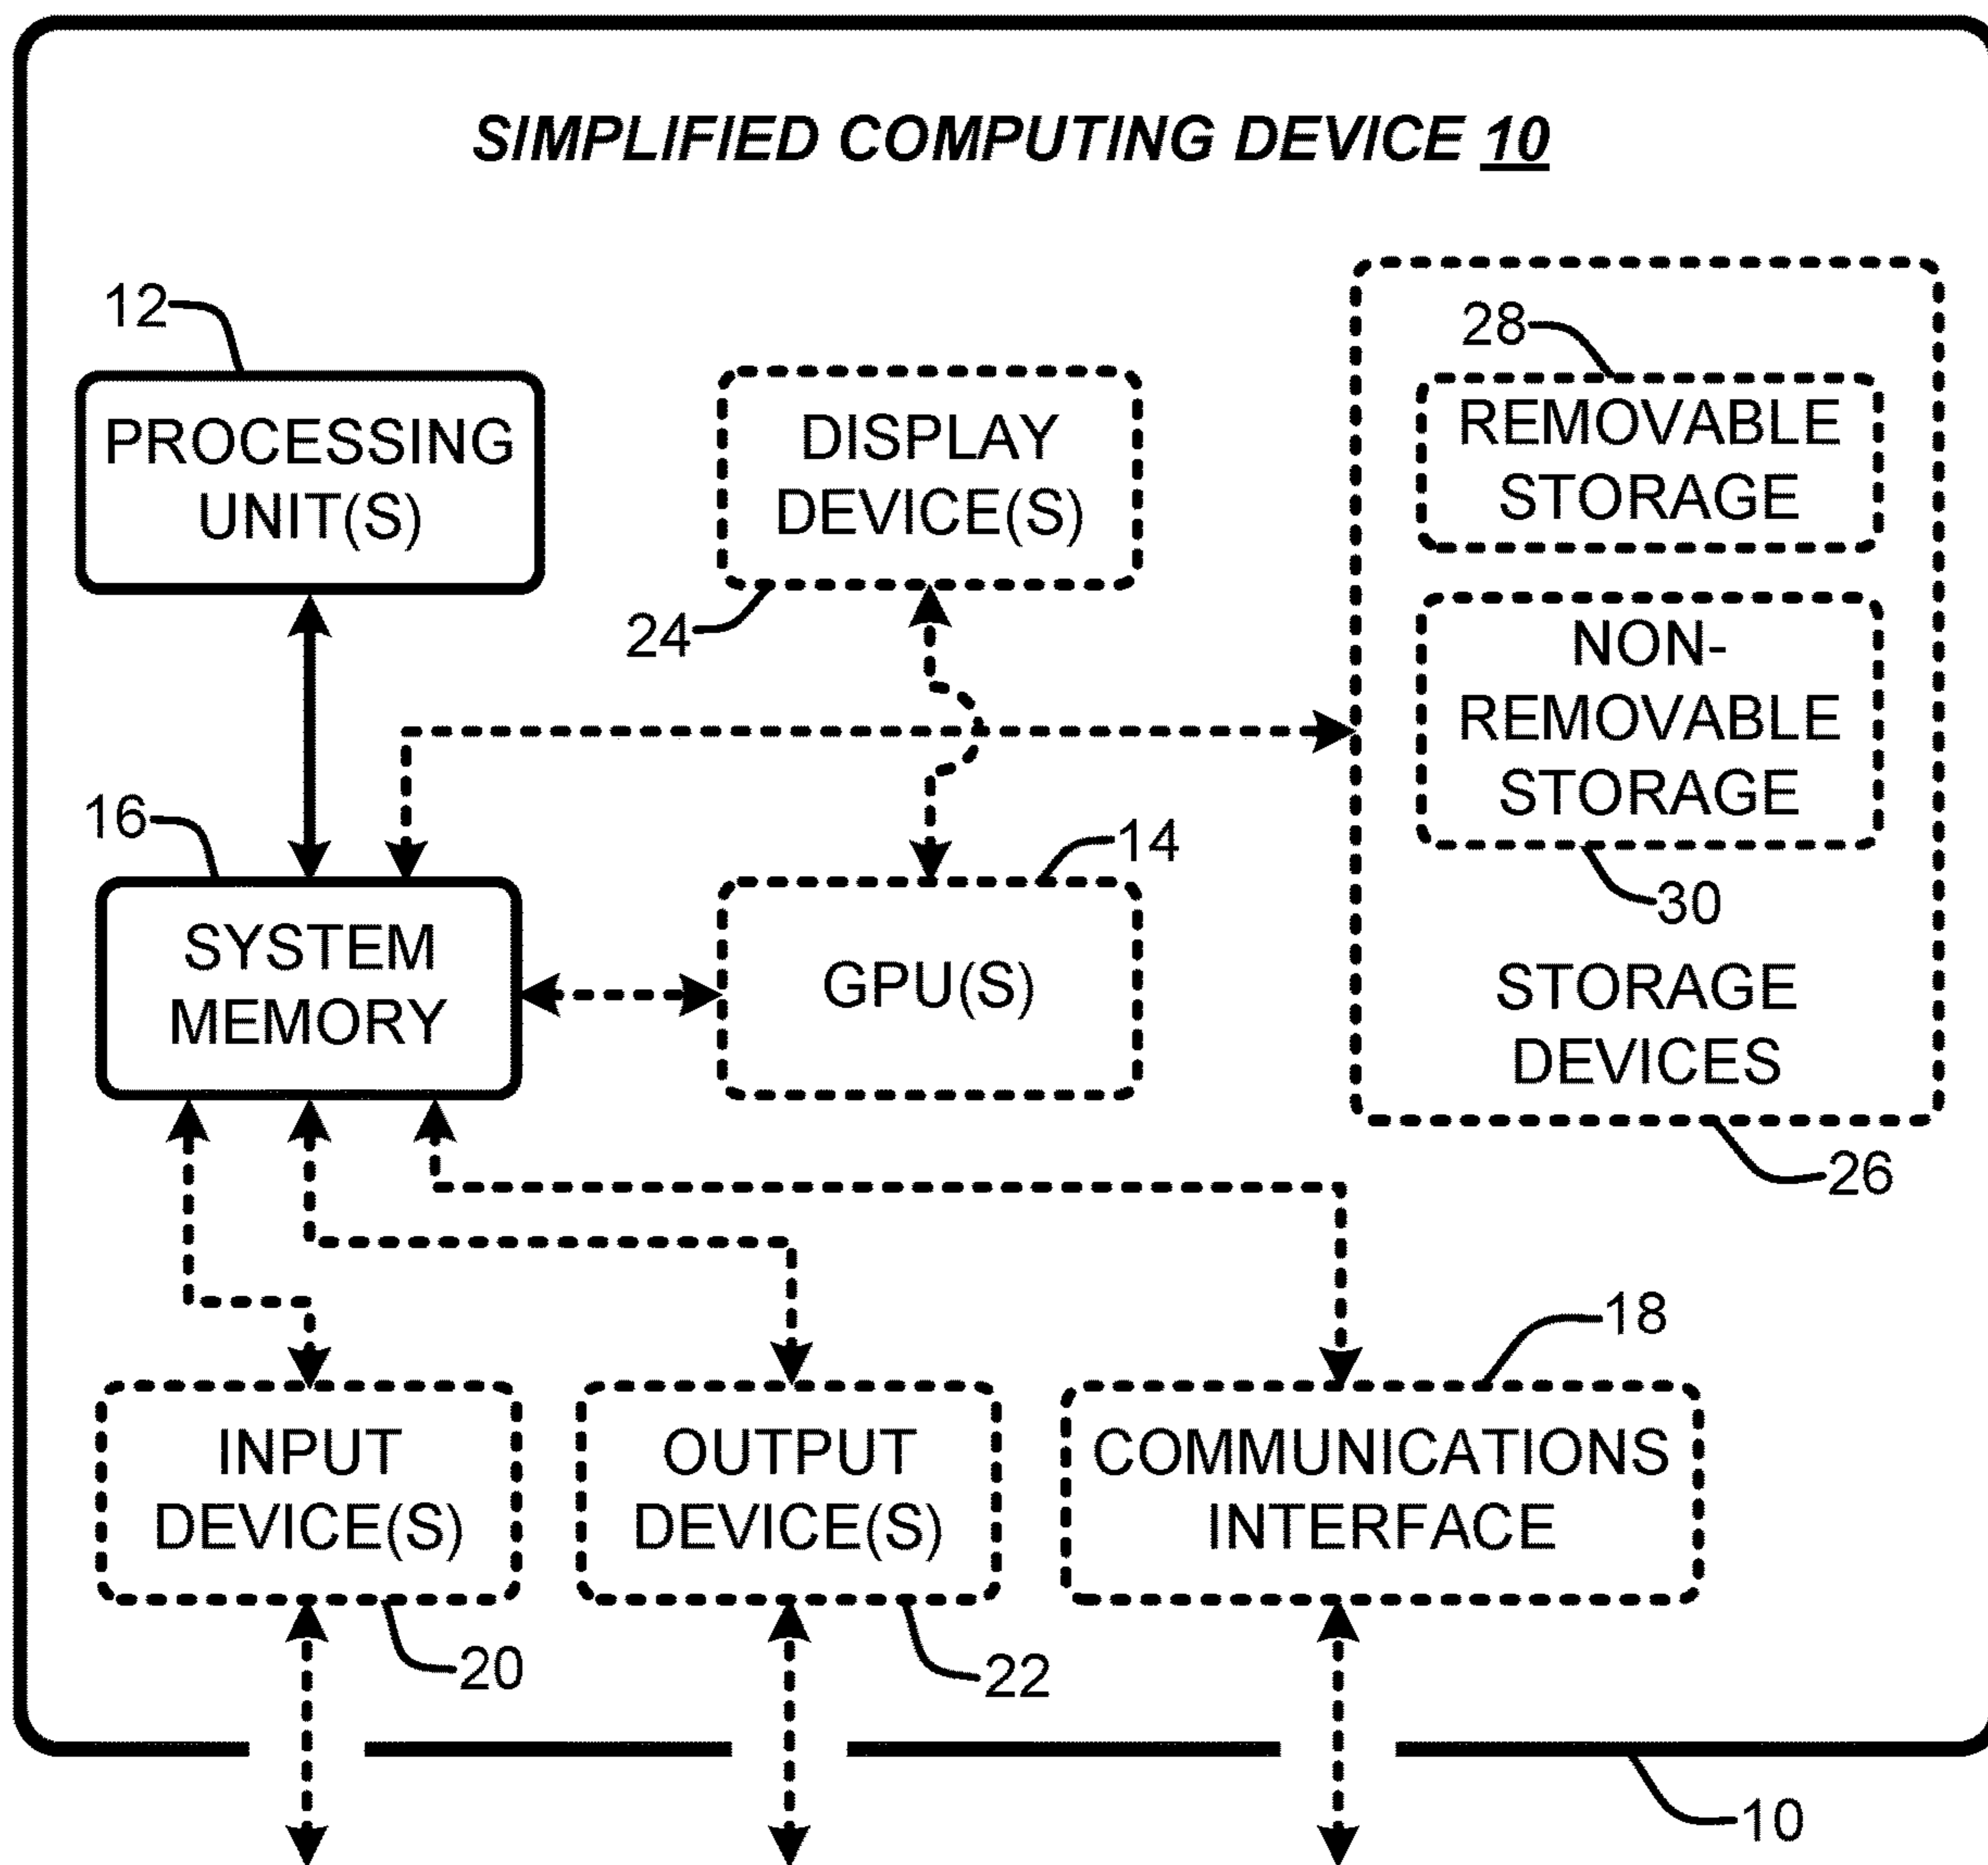 SIMPLIFIED COMPUTING DEVICE 10
12
PROCESSING
UNIT(S)
DISPLAY
DEVICE(S)
24
28
REMOVABLE
STORAGE
NON-
REMOVABLE
STORAGE
30
STORAGE
DEVICES
26
16
SYSTEM
MEMORY
14
GPU(S)
INPUT
DEVICE(S)
20
OUTPUT
DEVICE(S)
22
18
COMMUNICATIONS
INTERFACE
10